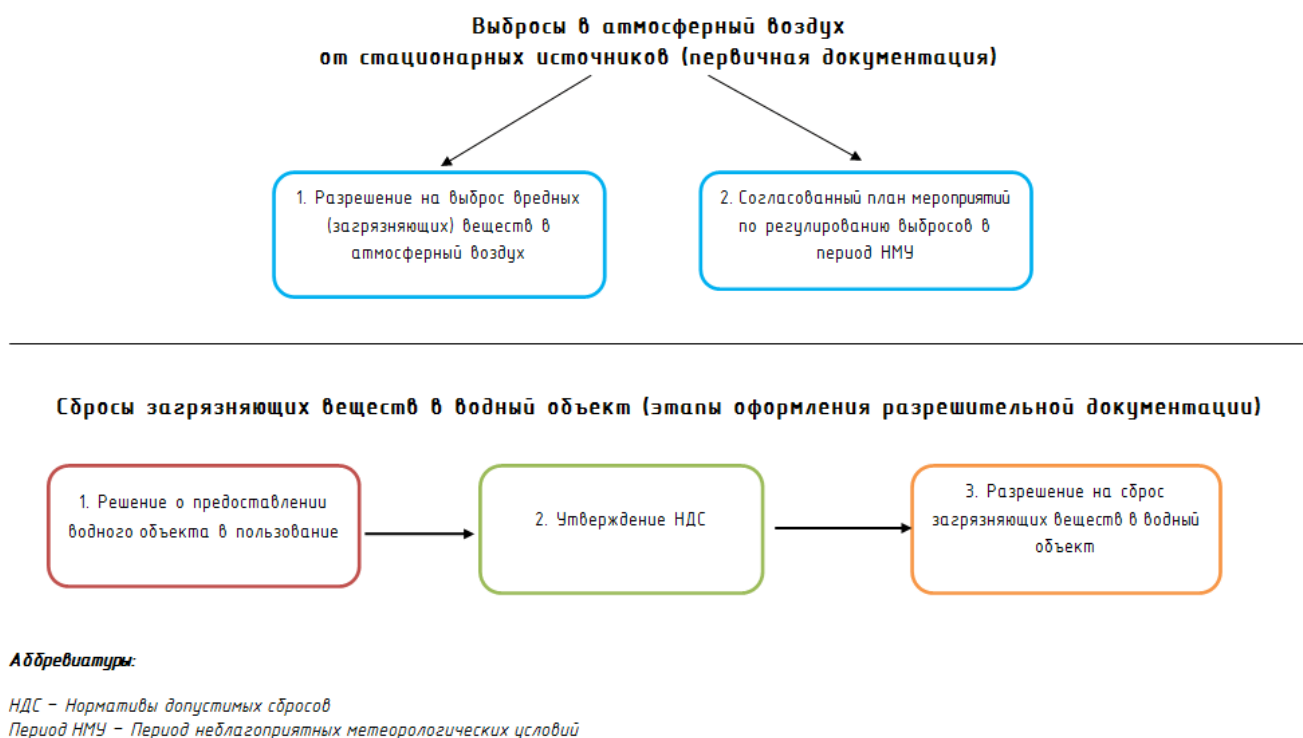 Выбросы в атмосферный воздух
от стационарных источников (первичная документация)
1. Разрешение на выброс вредных
(загрязняющих) веществ в
атмосферный воздух
2. Согласованный план мероприятий
по регулированию выбросов в
период НМУ
Сбросы загрязняющих веществ в водный объект (этапы оформления разрешительной документации)
1. Решение о предоставлении
водного объекта в пользование
2. Утверждение НДС
3. Разрешение на сброс
загрязняющих веществ в водный
объект
Аббревиатуры:
НДС – Нормативы допустимых сбросов
Период НМУ – Период неблагоприятных метеорологических условий